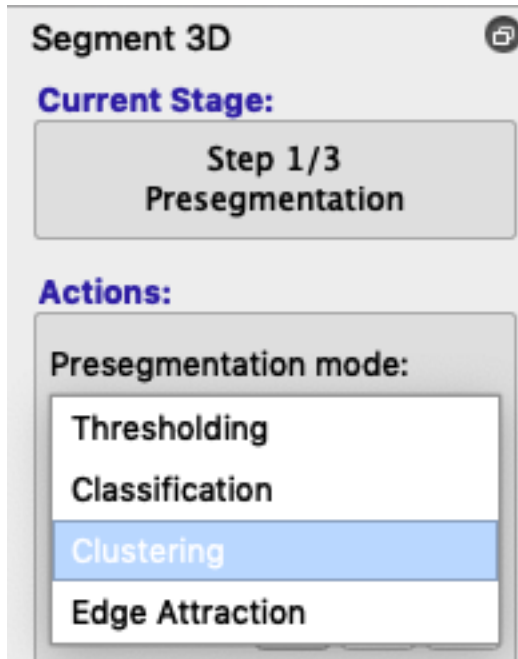 Segment 3D
Current Stage:
Step 1/3
Presegmentation
Actions:
Presegmentation mode:
Thresholding
Classification
Clustering
Edge Attraction